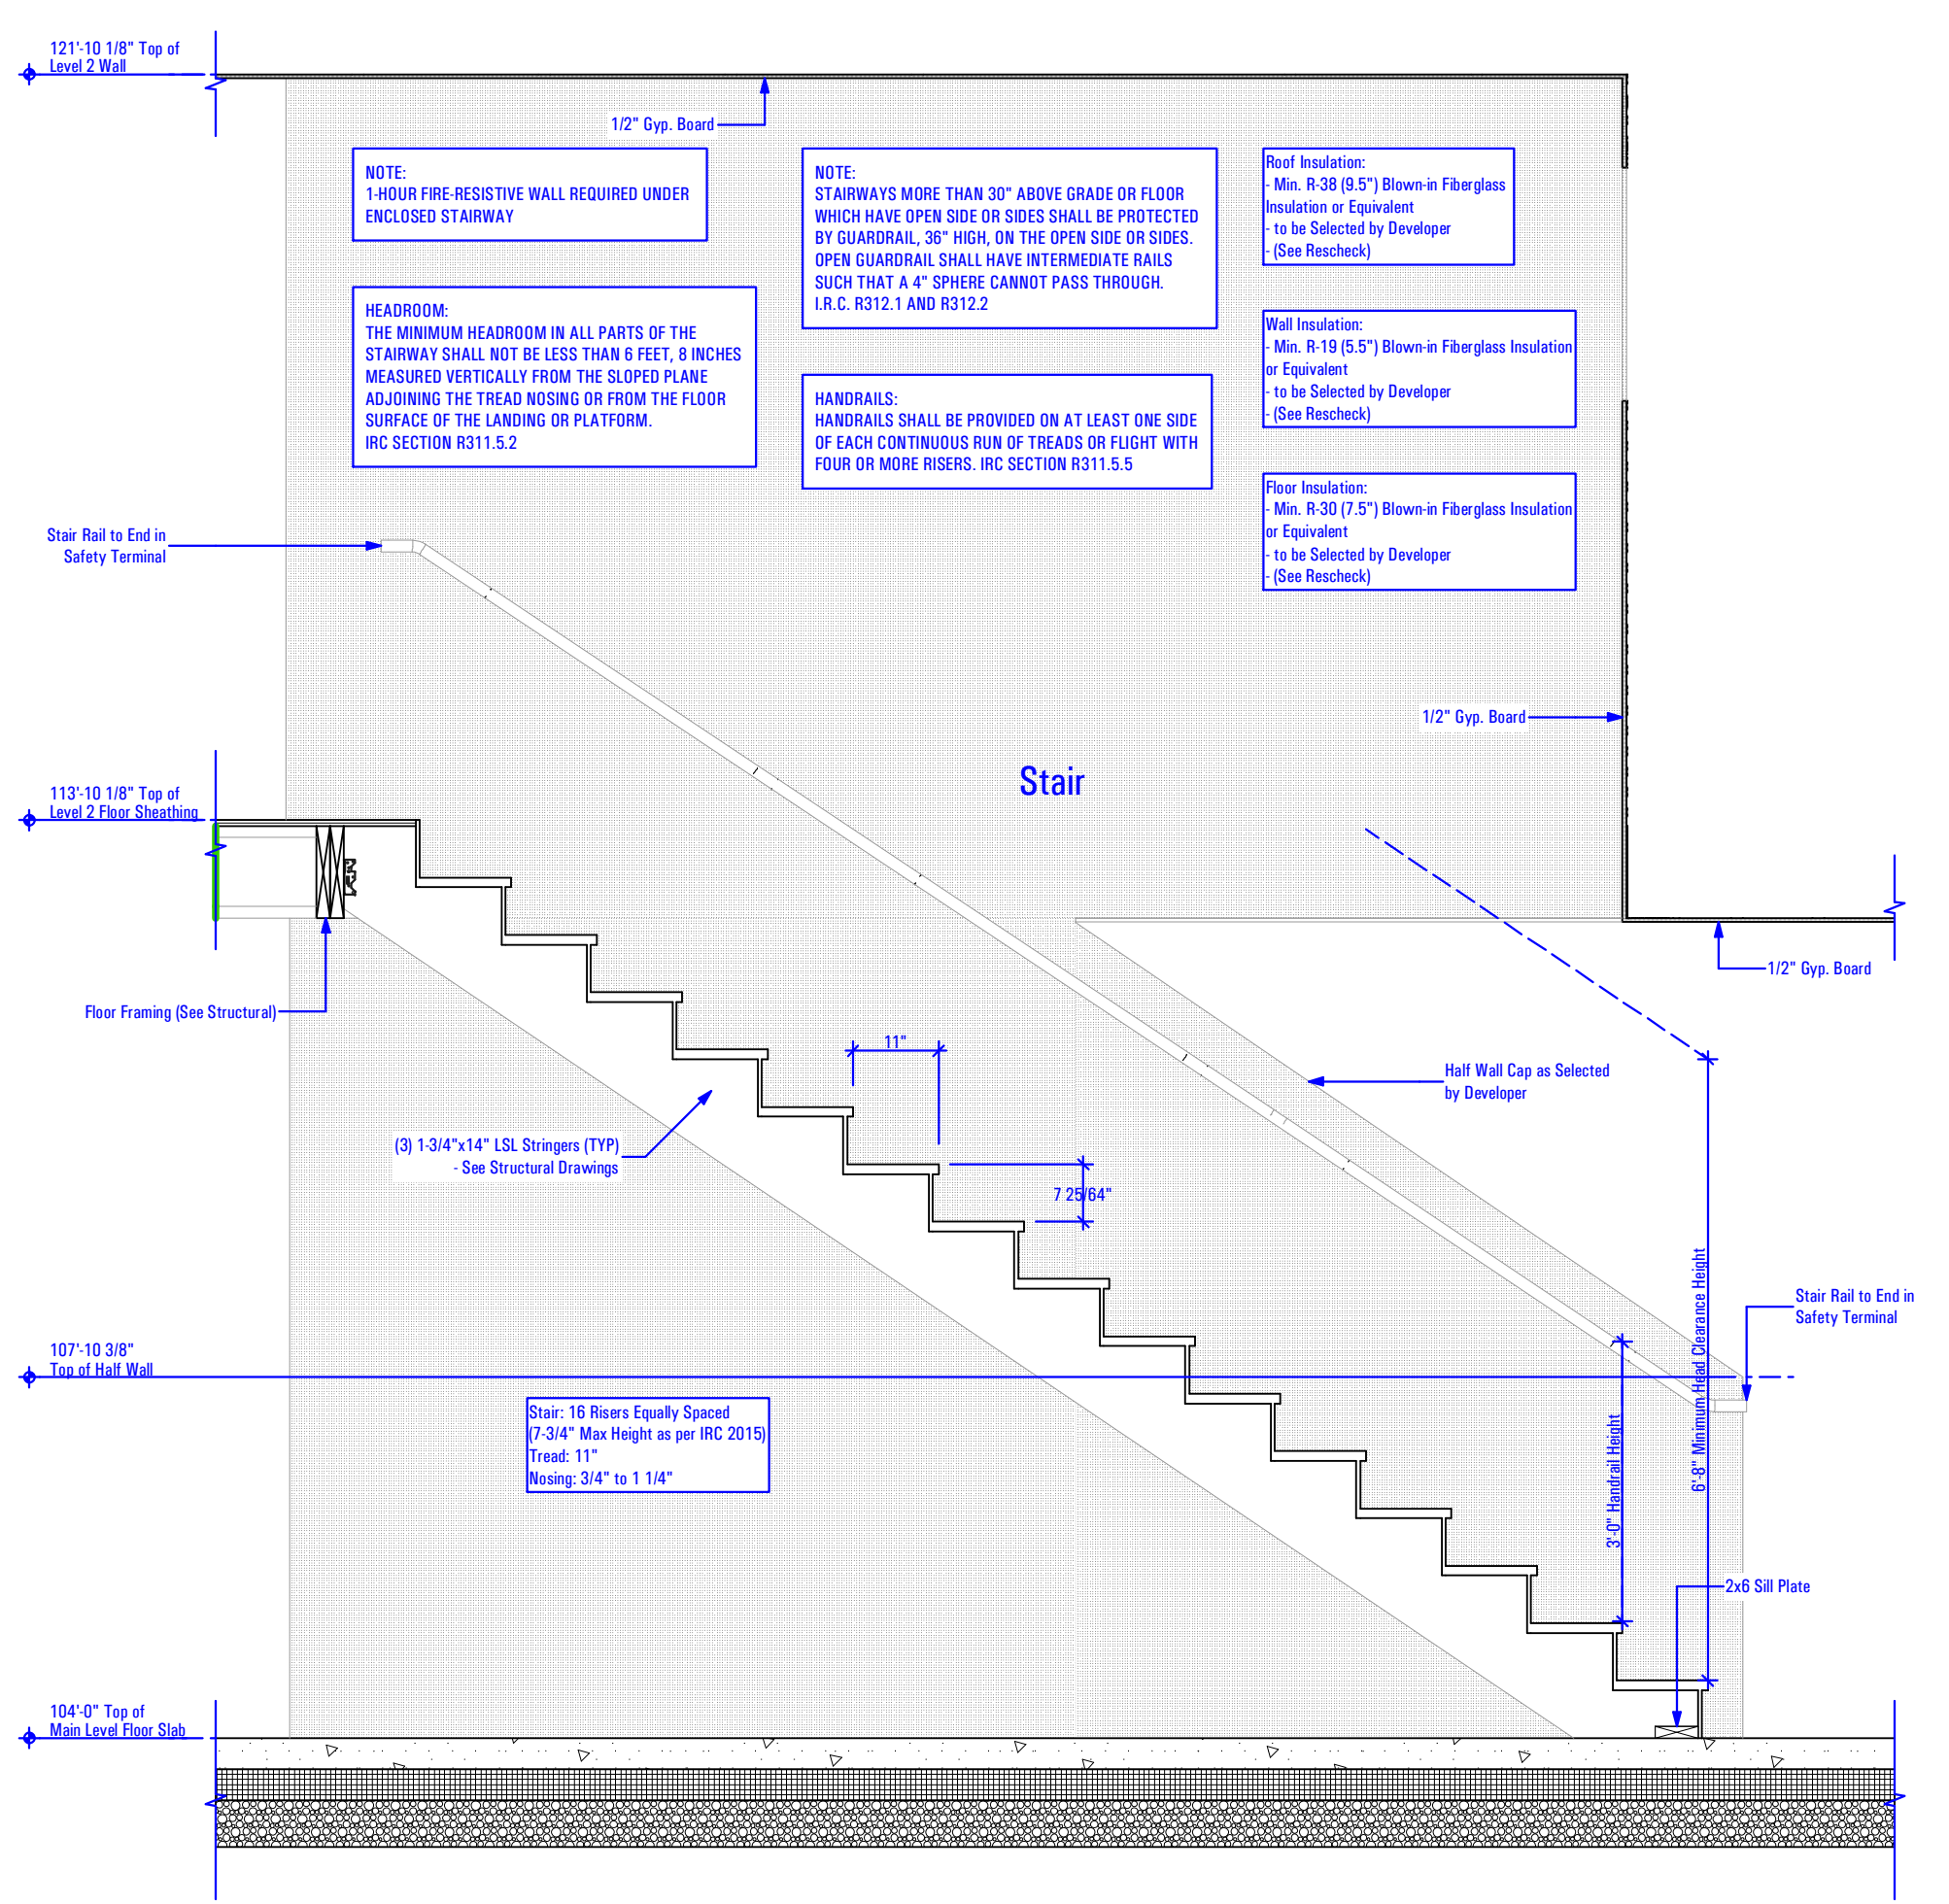 121'-10 1/8" Top of
Level 2 Wall
1/2" Gyp. Board
NOTE:
1-HOUR FIRE-RESISTIVE WALL REQUIRED UNDER
ENCLOSED STAIRWAY
NOTE:
STAIRWAYS MORE THAN 30" ABOVE GRADE OR FLOOR
WHICH HAVE OPEN SIDE OR SIDES SHALL BE PROTECTED
BY GUARDRAIL, 36" HIGH, ON THE OPEN SIDE OR SIDES.
OPEN GUARDRAIL SHALL HAVE INTERMEDIATE RAILS
SUCH THAT A 4" SPHERE CANNOT PASS THROUGH.
I.R.C. R312.1 AND R312.2
Roof Insulation:
- Min. R-38 (9.5") Blown-in Fiberglass
Insulation or Equivalent
- to be Selected by Developer
- (See Rescheck)
HEADROOM:
THE MINIMUM HEADROOM IN ALL PARTS OF THE
STAIRWAY SHALL NOT BE LESS THAN 6 FEET, 8 INCHES
MEASURED VERTICALLY FROM THE SLOPED PLANE
ADJOINING THE TREAD NOSING OR FROM THE FLOOR
SURFACE OF THE LANDING OR PLATFORM.
IRC SECTION R311.5.2
HANDRAILS:
HANDRAILS SHALL BE PROVIDED ON AT LEAST ONE SIDE
OF EACH CONTINUOUS RUN OF TREADS OR FLIGHT WITH
FOUR OR MORE RISERS. IRC SECTION R311.5.5
Wall Insulation:
- Min. R-19 (5.5") Blown-in Fiberglass Insulation
or Equivalent
- to be Selected by Developer
- (See Rescheck)
Floor Insulation:
- Min. R-30 (7.5") Blown-in Fiberglass Insulation
or Equivalent
- to be Selected by Developer
- (See Rescheck)
Stair Rail to End in
Safety Terminal
1/2" Gyp. Board
Stair
113'-10 1/8" Top of
Level 2 Floor Sheathing
1/2" Gyp. Board
Floor Framing (See Structural)
11"
Half Wall Cap as Selected
by Developer
(3) 1-3/4"x14" LSL Stringers (TYP)
- See Structural Drawings
7 25/64"
6'-8" Minimum Head Clearance Height
Stair Rail to End in
Safety Terminal
107'-10 3/8"
Top of Half Wall
Stair: 16 Risers Equally Spaced
(7-3/4" Max Height as per IRC 2015)
Tread: 11"
Nosing: 3/4" to 1 1/4"
3'-0" Handrail Height
2x6 Sill Plate
104'-0" Top of
Main Level Floor Slab